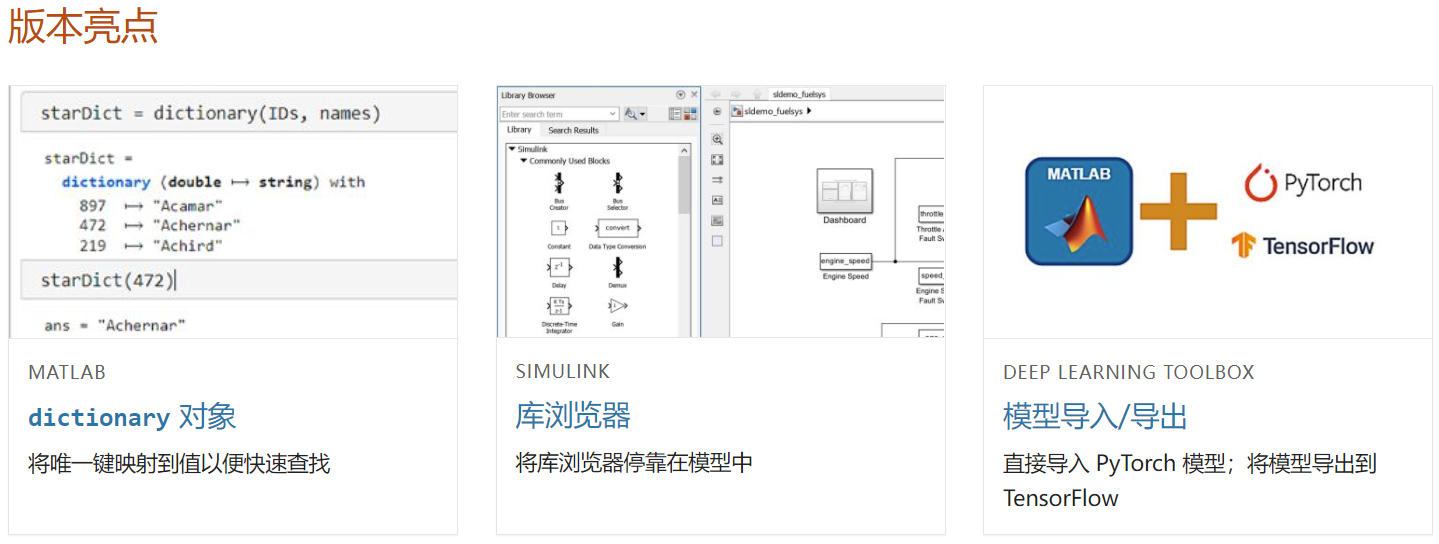 版本亮点
starDict = dictionary(IDs, names)
starDict =
dictionary (double ⟼ string) with
897 ⟼ "Acamar"
472 ⟼ "Achernar"
219 ⟼ "Achird"
starDict(472)
ans = "Achernar"
MATLAB
dictionary 对象
将唯一键映射到值以便快速查找
Library Browser
Enter search term
Library Search Results
Simulink
Commonly Used Blocks
Bus Creator
Bus Selector
1
Constant
convert
Data Type Conversion
Delay
Demux
Discrete-Time Integrator
1
Gain
sldemo_fuelsys
sldemo_fuelsys
Dashboard
throttle
Throttle
Fault Sw
engine_speed
Engine Speed
speed_
Engine S
Fault Sw
SIMULINK
库浏览器
将库浏览器停靠在模型中
MATLAB
PyTorch
TensorFlow
DEEP LEARNING TOOLBOX
模型导入/导出
直接导入 PyTorch 模型；将模型导出到
TensorFlow